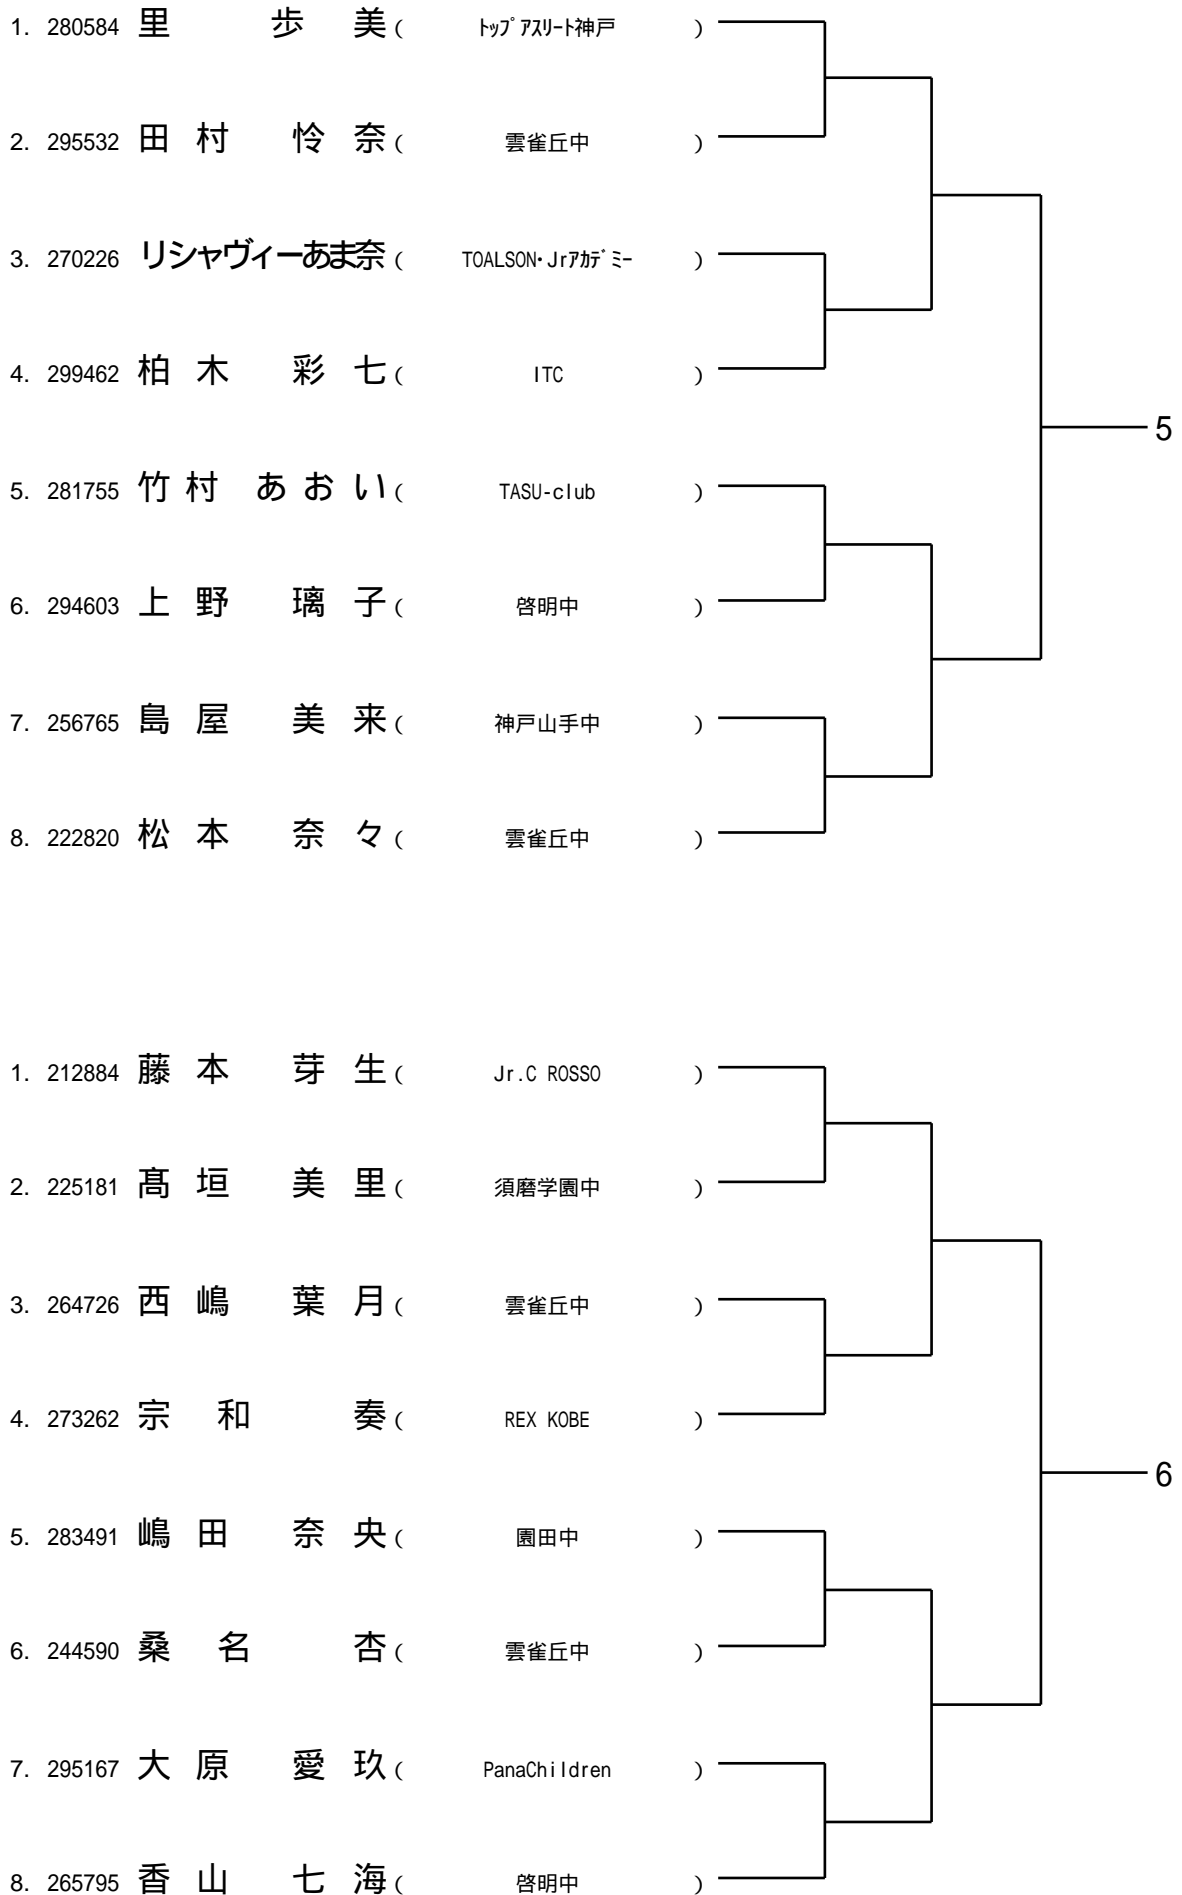 1. 280584 里 歩 美 ( ﾄｯﾌﾟｱｽﾘｰﾄ神戸 )
2. 295532 田 村 怜 奈 ( 雲雀丘中 )
3. 270226 リシャヴィーあま奈 ( TOALSON･Jrｱｶﾃﾞﾐｰ )
4. 299462 柏 木 彩 七 ( ITC )
5
5. 281755 竹 村 あ お い ( TASU-club )
6. 294603 上 野 璃 子 ( 啓明中 )
7. 256765 島 屋 美 来 ( 神戸山手中 )
8. 222820 松 本 奈 々 ( 雲雀丘中 )
1. 212884 藤 本 芽 生 ( Jr.C ROSSO )
2. 225181 髙 垣 美 里 ( 須磨学園中 )
3. 264726 西 嶋 葉 月 ( 雲雀丘中 )
4. 273262 宗 和 奏 ( REX KOBE )
6
5. 283491 嶋 田 奈 央 ( 園田中 )
6. 244590 桑 名 杏 ( 雲雀丘中 )
7. 295167 大 原 愛 玖 ( PanaChildren )
8. 265795 香 山 七 海 ( 啓明中 )